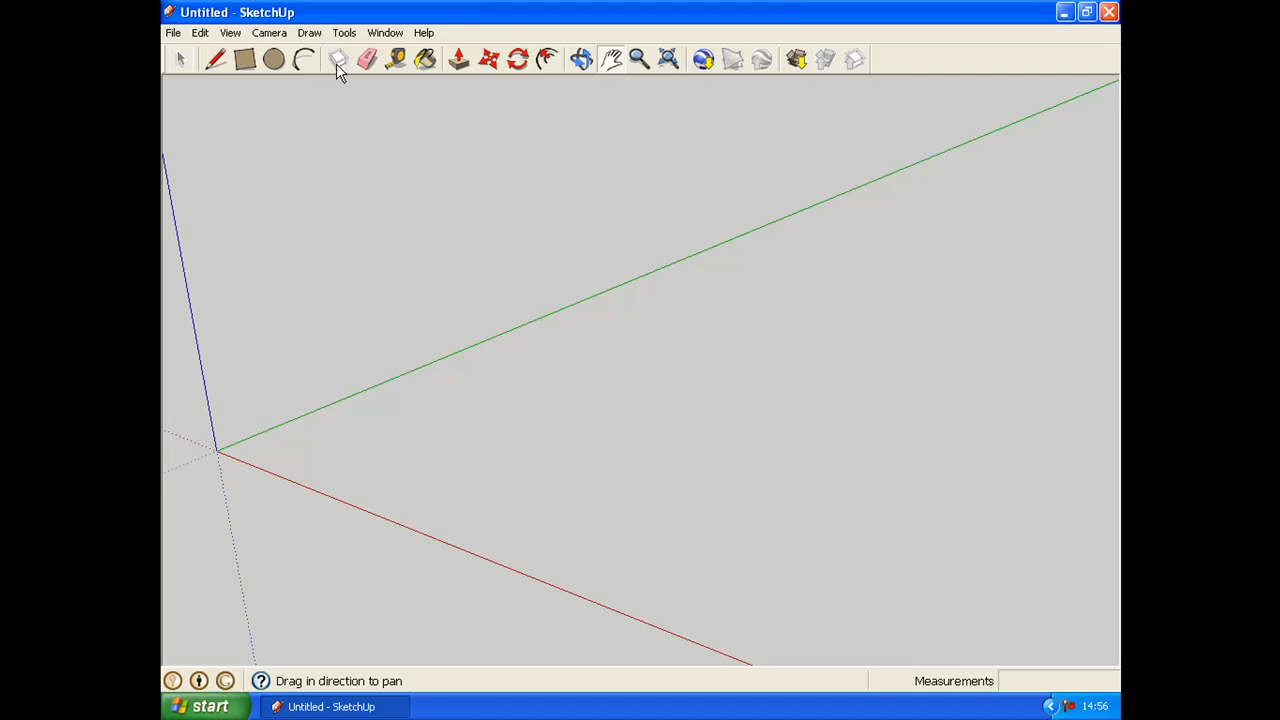 Untitled - SketchUp
File Edit View Camera Draw Tools Window Help
Drag in direction to pan Measurements
start Untitled - SketchUp 14:56